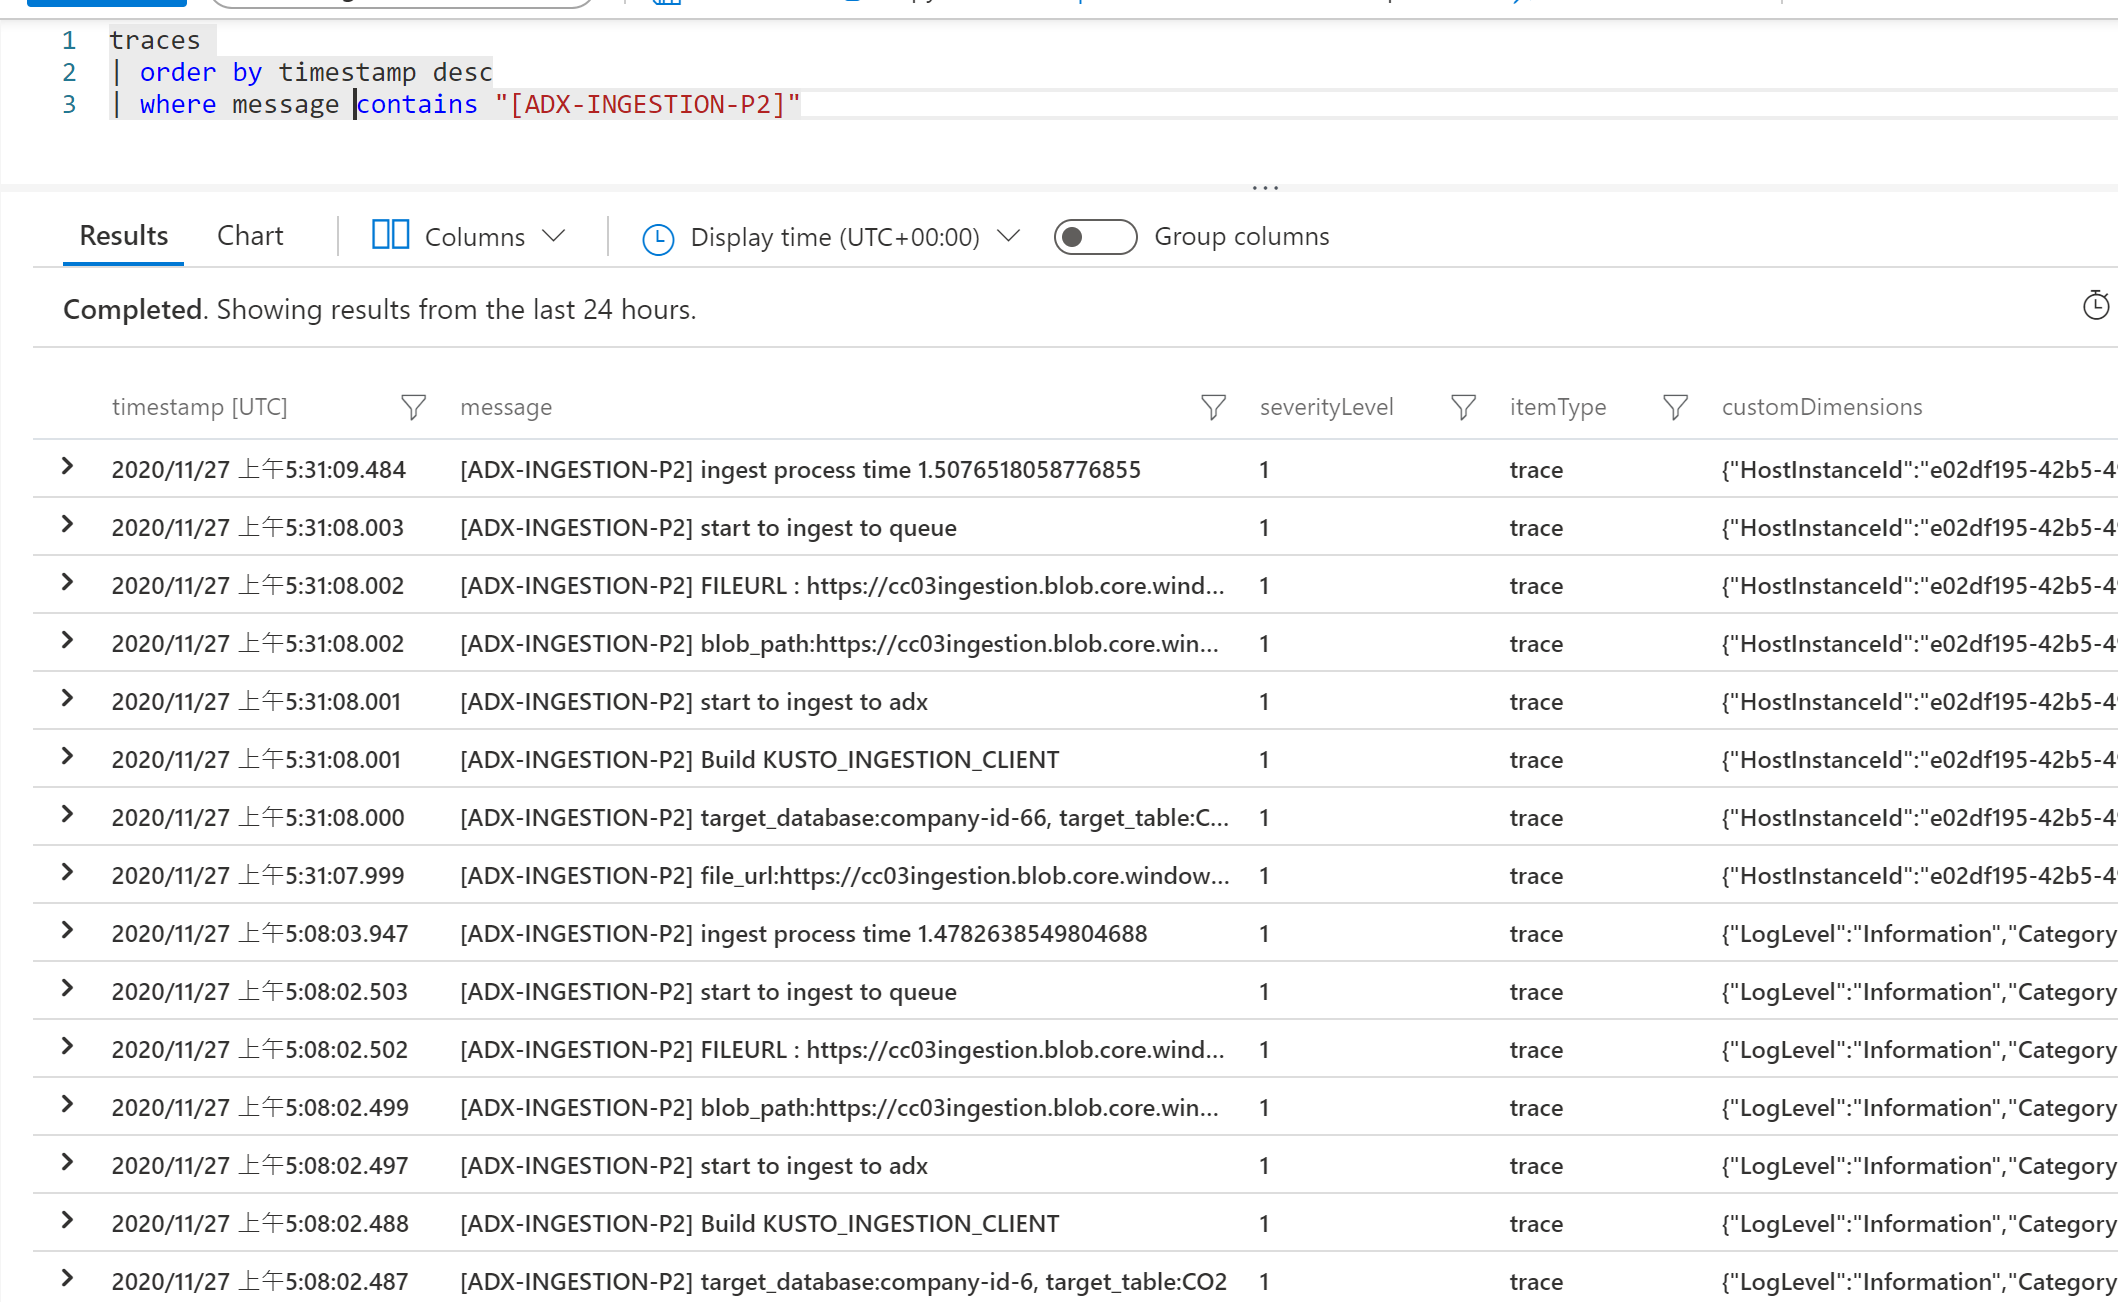 1 traces
2 | order by timestamp desc
3 | where message contains "[ADX-INGESTION-P2]"
...
Results Chart Columns Display time (UTC+00:00) Group columns
Completed. Showing results from the last 24 hours.
timestamp [UTC] message severityLevel itemType customDimensions
2020/11/27 上午5:31:09.484 [ADX-INGESTION-P2] ingest process time 1.5076518058776855 1 trace {"HostInstanceId":"e02df195-42b5-49
2020/11/27 上午5:31:08.003 [ADX-INGESTION-P2] start to ingest to queue 1 trace {"HostInstanceId":"e02df195-42b5-49
2020/11/27 上午5:31:08.002 [ADX-INGESTION-P2] FILEURL : https://cc03ingestion.blob.core.wind... 1 trace {"HostInstanceId":"e02df195-42b5-49
2020/11/27 上午5:31:08.002 [ADX-INGESTION-P2] blob_path:https://cc03ingestion.blob.core.win... 1 trace {"HostInstanceId":"e02df195-42b5-49
2020/11/27 上午5:31:08.001 [ADX-INGESTION-P2] start to ingest to adx 1 trace {"HostInstanceId":"e02df195-42b5-49
2020/11/27 上午5:31:08.001 [ADX-INGESTION-P2] Build KUSTO_INGESTION_CLIENT 1 trace {"HostInstanceId":"e02df195-42b5-49
2020/11/27 上午5:31:08.000 [ADX-INGESTION-P2] target_database:company-id-66, target_table:C... 1 trace {"HostInstanceId":"e02df195-42b5-49
2020/11/27 上午5:31:07.999 [ADX-INGESTION-P2] file_url:https://cc03ingestion.blob.core.window... 1 trace {"HostInstanceId":"e02df195-42b5-49
2020/11/27 上午5:08:03.947 [ADX-INGESTION-P2] ingest process time 1.4782638549804688 1 trace {"LogLevel":"Information","Category
2020/11/27 上午5:08:02.503 [ADX-INGESTION-P2] start to ingest to queue 1 trace {"LogLevel":"Information","Category
2020/11/27 上午5:08:02.502 [ADX-INGESTION-P2] FILEURL : https://cc03ingestion.blob.core.wind... 1 trace {"LogLevel":"Information","Category
2020/11/27 上午5:08:02.499 [ADX-INGESTION-P2] blob_path:https://cc03ingestion.blob.core.win... 1 trace {"LogLevel":"Information","Category
2020/11/27 上午5:08:02.497 [ADX-INGESTION-P2] start to ingest to adx 1 trace {"LogLevel":"Information","Category
2020/11/27 上午5:08:02.488 [ADX-INGESTION-P2] Build KUSTO_INGESTION_CLIENT 1 trace {"LogLevel":"Information","Category
2020/11/27 上午5:08:02.487 [ADX-INGESTION-P2] target_database:company-id-6, target_table:CO2 1 trace {"LogLevel":"Information","Category